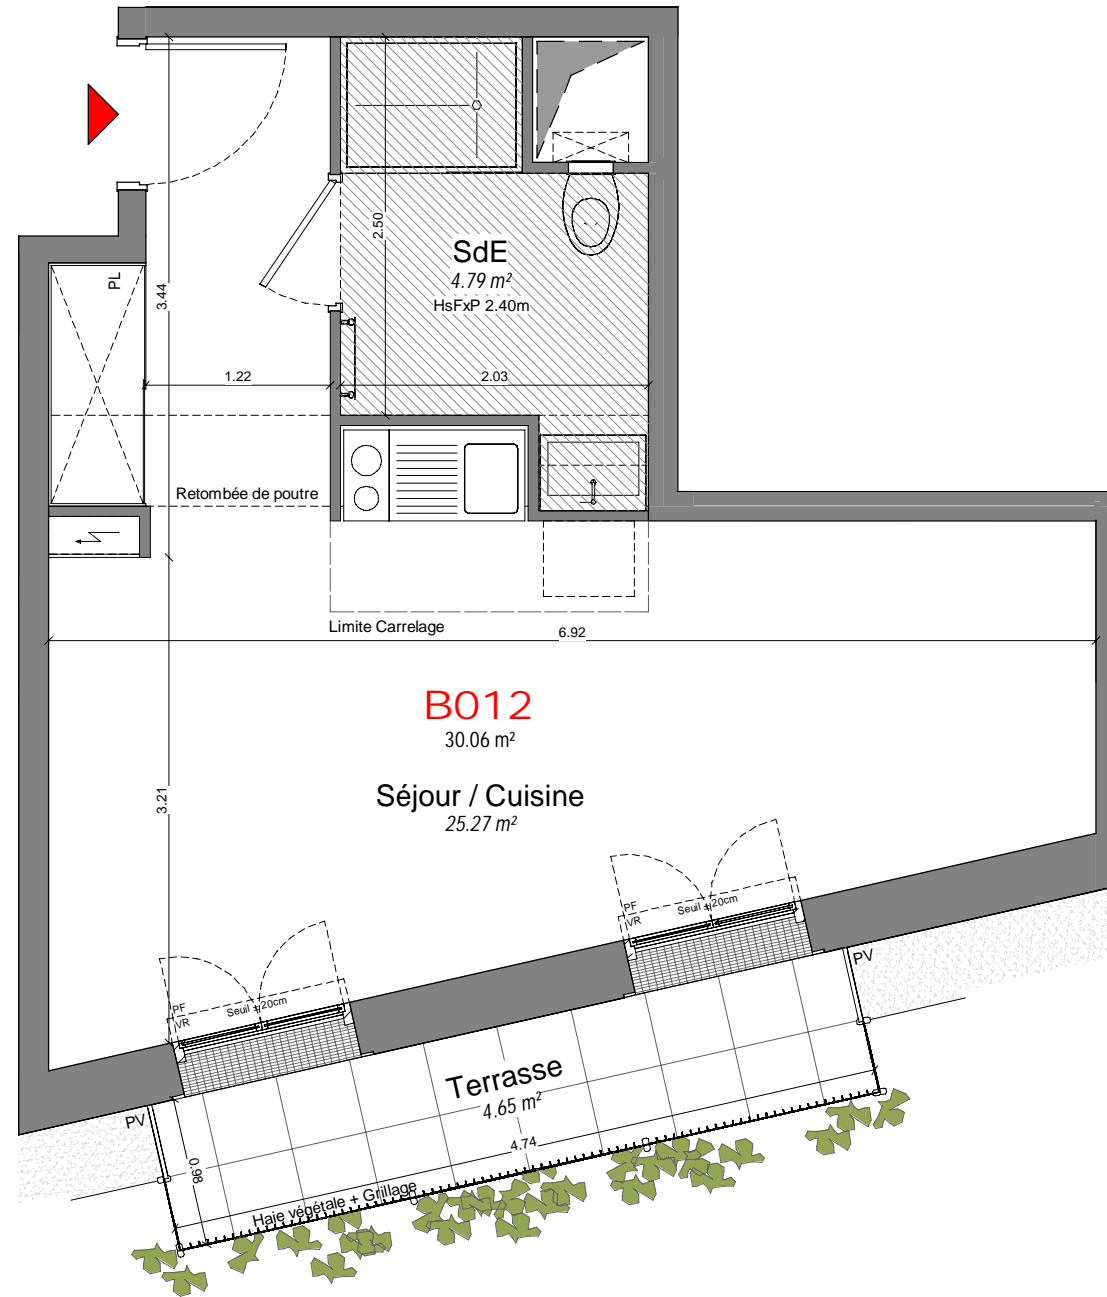 2.50
SdE
4.79 m²
HsFxP 2.40m
PL
3.44
1.22
2.03
Retombée de poutre
Limite Carrelage
6.92
B012
30.06 m²
3.21
Séjour / Cuisine
25.27 m²
PF
VR
Seuil ± 20cm
PF
VR
Seuil ± 20cm
PV
PV
Terrasse
4.65 m²
4.74
0.98
Haie végétale + Grillage